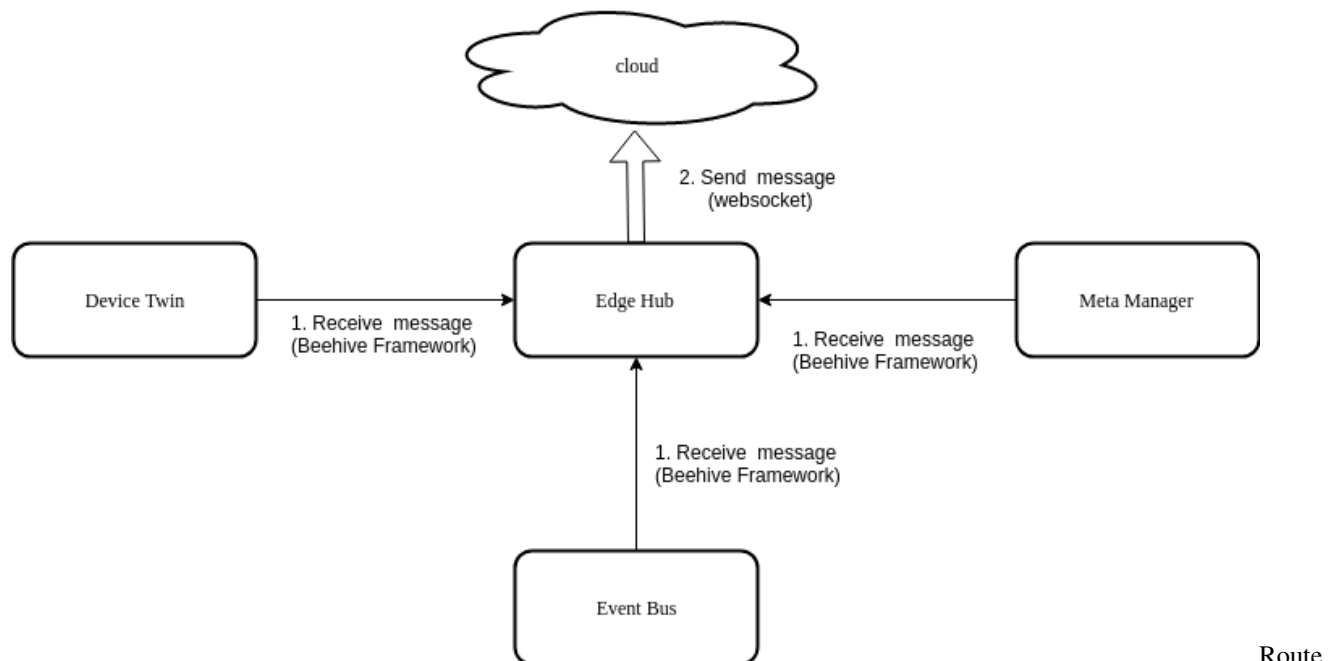 cloud
2. Send message
(websocket)
Device Twin
Edge Hub
Meta Manager
1. Receive message
(Beehive Framework)
1. Receive message
(Beehive Framework)
1. Receive message
(Beehive Framework)
Event Bus
Route